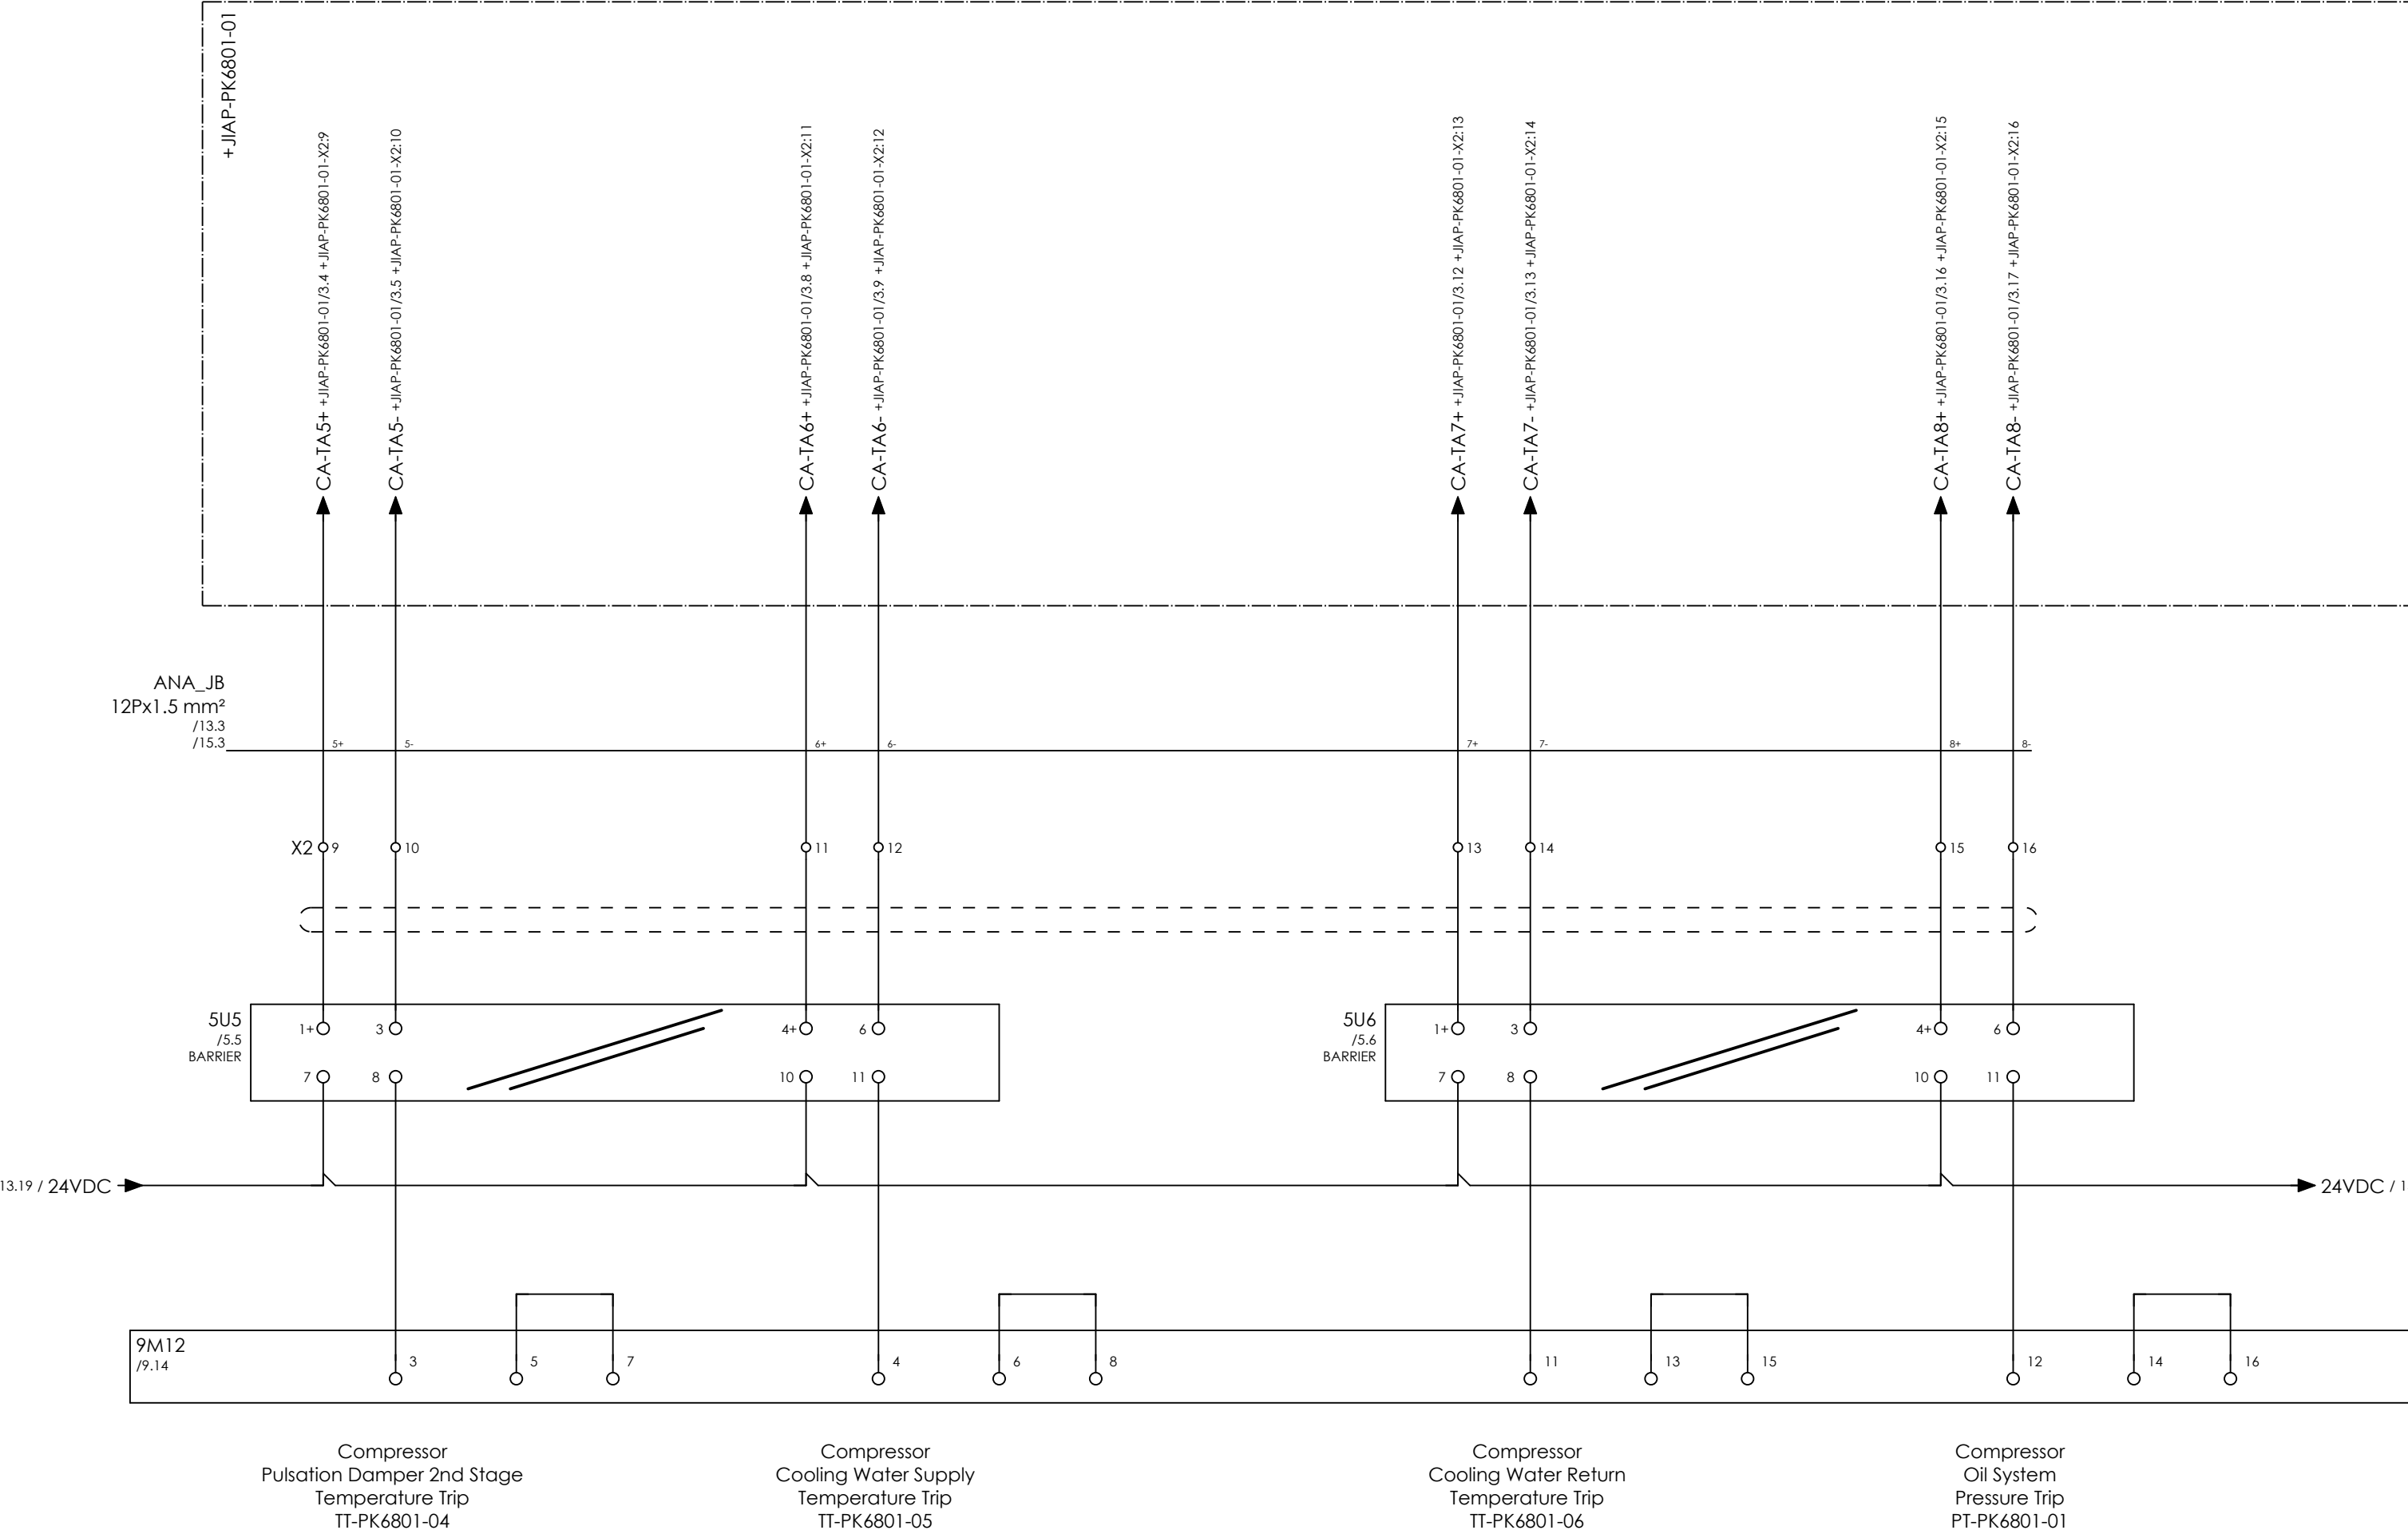 +JIAP-PK6801-01
CA-TA5+ +JIAP-PK6801-01/3.4 +JIAP-PK6801-01-X2:9
CA-TA5- +JIAP-PK6801-01/3.5 +JIAP-PK6801-01-X2:10
CA-TA6+ +JIAP-PK6801-01/3.8 +JIAP-PK6801-01-X2:11
CA-TA6- +JIAP-PK6801-01/3.9 +JIAP-PK6801-01-X2:12
CA-TA7+ +JIAP-PK6801-01/3.12 +JIAP-PK6801-01-X2:13
CA-TA7- +JIAP-PK6801-01/3.13 +JIAP-PK6801-01-X2:14
CA-TA8+ +JIAP-PK6801-01/3.16 +JIAP-PK6801-01-X2:15
CA-TA8- +JIAP-PK6801-01/3.17 +JIAP-PK6801-01-X2:16
ANA_JB
12Px1.5 mm²
/13.3
/15.3
5+ 5- 6+ 6- 7+ 7- 8+ 8-
X2 9 10 11 12 13 14 15 16
5U5
/5.5
BARRIER
1+ 3 4+ 6
7 8 10 11
5U6
/5.6
BARRIER
1+ 3 4+ 6
7 8 10 11
13.19 / 24VDC
24VDC / 1
9M12
/9.14
3 5 7 4 6 8 11 13 15 12 14 16
Compressor
Pulsation Damper 2nd Stage
Temperature Trip
TT-PK6801-04
Compressor
Cooling Water Supply
Temperature Trip
TT-PK6801-05
Compressor
Cooling Water Return
Temperature Trip
TT-PK6801-06
Compressor
Oil System
Pressure Trip
PT-PK6801-01